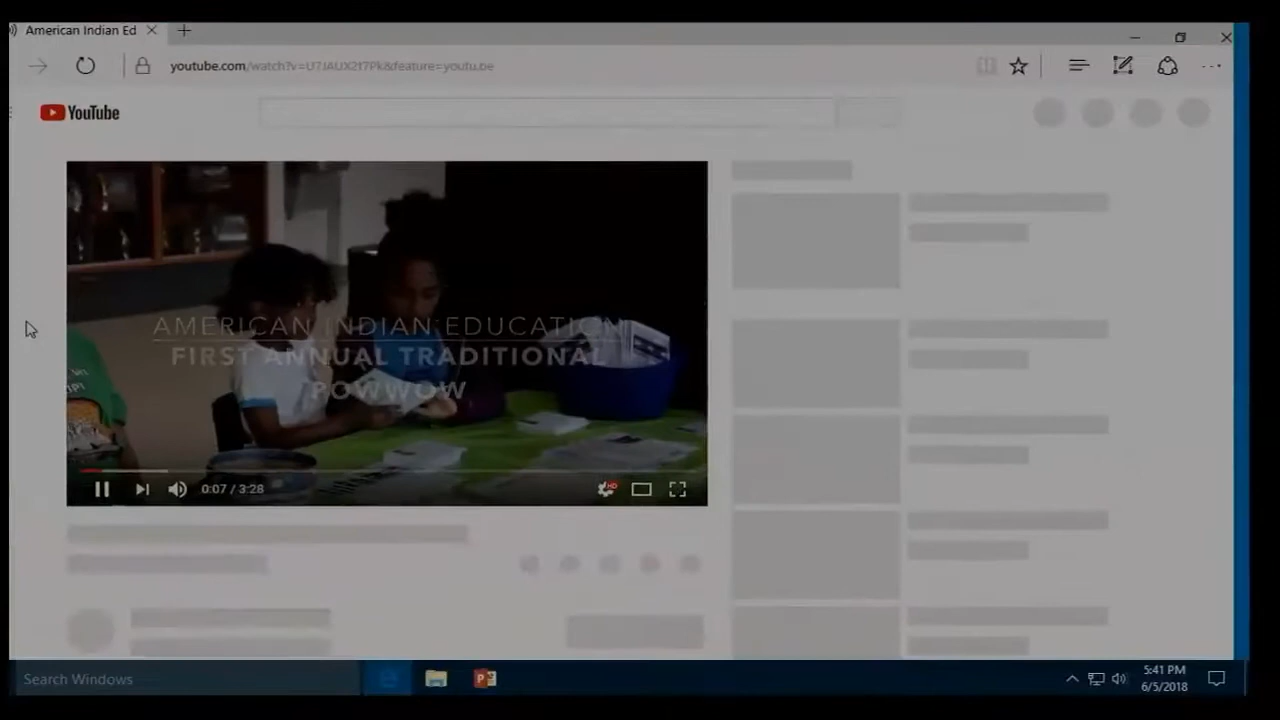 American Indian Ed
youtube.com/watch?v=U7JAUX2f7Pk&feature=youtu.be
YouTube
AMERICAN INDIAN EDUCATION
FIRST ANNUAL TRADITIONAL
POWWOW
0:07 / 3:28
HD
Search Windows
5:41 PM
6/5/2018